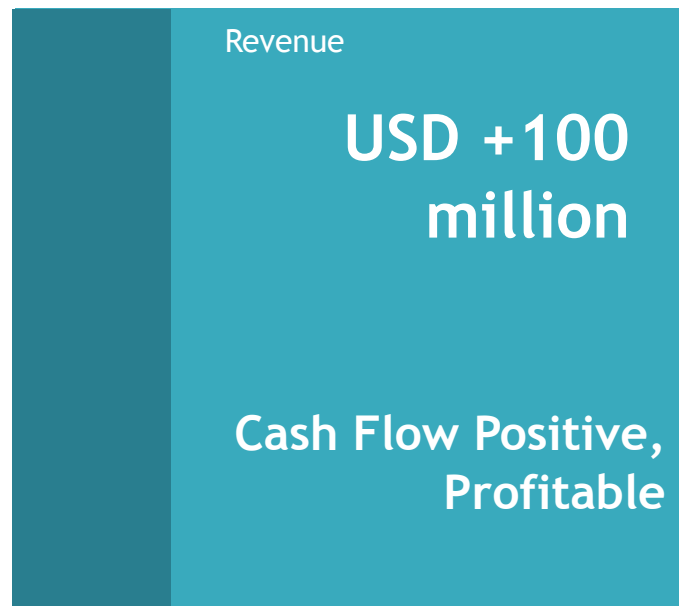 Revenue
USD +100
million
Cash Flow Positive,
Profitable